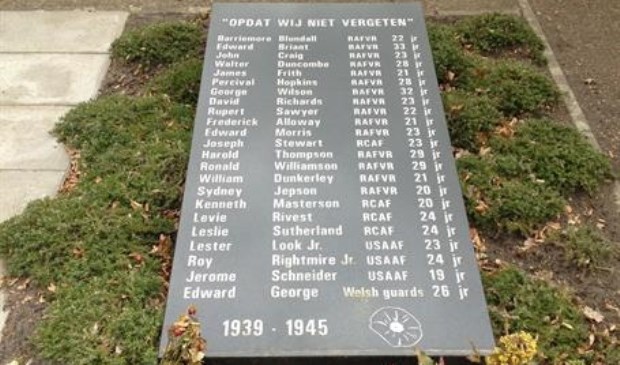 "OPDAT WIJ NIET VERGETEN"
Barriemore Blundall RAFVR 22 jr
Edward Briant RAFVR 33 jr
John Craig RAFVR 23 jr
Walter Duncombo RAFVR 28 jr
James Frith RAFVR 21 jr
Percival Hopkins RAFVR 28 jr
George Wilson RAFVR 32 jr
David Richards RAFVR 23 jr
Rupert Sawyer RAFVR 22 jr
Frederick Alloway RAFVR 21 jr
Edward Morris RAFVR 23 jr
Joseph Stewart RCAF 23 jr
Harold Thompson RAFVR 29 jr
Ronald Williamson RAFVR 29 jr
William Dunkerley RAFVR 21 jr
Sydney Jepson RAFVR 20 jr
Kenneth Masterson RCAF 20 jr
Levie Rivest RCAF 24 jr
Leslie Sutherland RCAF 24 jr
Lester Look Jr. USAAF 23 jr
Roy Rightmire Jr. USAAF 24 jr
Jerome Schneider USAAF 19 jr
Edward George Welsh guards 26 jr
1939 - 1945